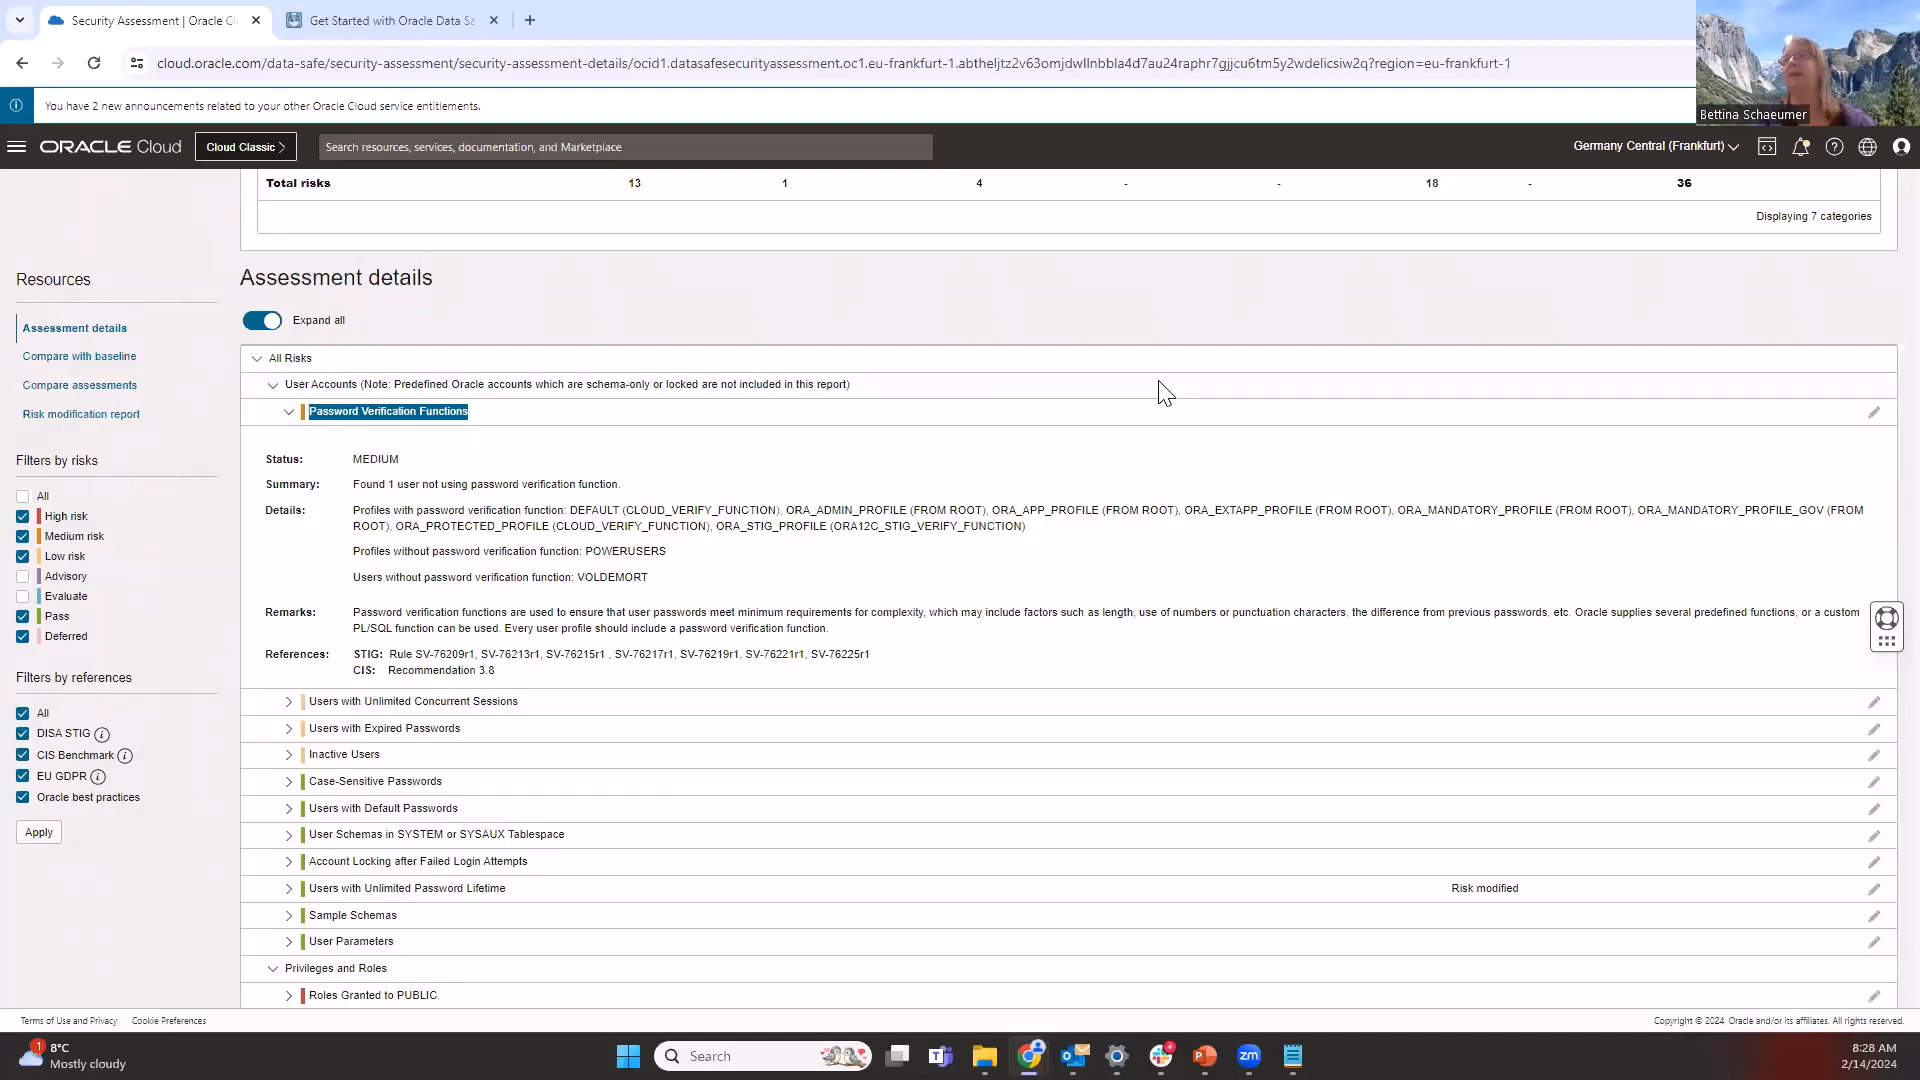 Security Assessment | Oracle Cl
Get Started with Oracle Data Sa
cloud.oracle.com/data-safe/security-assessment/security-assessment-details/ocid1.datasafesecurityassessment.oc1.eu-frankfurt-1.abtheljtz2v63omjdwllnbbla4d7au24raphr7gjjcu6tm5y2wdelicsiw2q?region=eu-frankfurt-1
You have 2 new announcements related to your other Oracle Cloud service entitlements.
Bettina Schaeumer
ORACLE Cloud
Cloud Classic
Search resources, services, documentation, and Marketplace
Germany Central (Frankfurt)
Total risks 13 1 4 - - 18 - 36
Displaying 7 categories
Resources
Assessment details
Compare with baseline
Compare assessments
Risk modification report
Filters by risks
All
High risk
Medium risk
Low risk
Advisory
Evaluate
Pass
Deferred
Filters by references
All
DISA STIG
CIS Benchmark
EU GDPR
Oracle best practices
Apply
Assessment details
Expand all
All Risks
User Accounts (Note: Predefined Oracle accounts which are schema-only or locked are not included in this report)
Password Verification Functions
Status: MEDIUM
Summary: Found 1 user not using password verification function.
Details: Profiles with password verification function: DEFAULT (CLOUD_VERIFY_FUNCTION), ORA_ADMIN_PROFILE (FROM ROOT), ORA_APP_PROFILE (FROM ROOT), ORA_EXTAPP_PROFILE (FROM ROOT), ORA_MANDATORY_PROFILE (FROM ROOT), ORA_MANDATORY_PROFILE_GOV (FROM
ROOT), ORA_PROTECTED_PROFILE (CLOUD_VERIFY_FUNCTION), ORA_STIG_PROFILE (ORA12C_STIG_VERIFY_FUNCTION)
Profiles without password verification function: POWERUSERS
Users without password verification function: VOLDEMORT
Remarks: Password verification functions are used to ensure that user passwords meet minimum requirements for complexity, which may include factors such as length, use of numbers or punctuation characters, the difference from previous passwords, etc. Oracle supplies several predefined functions, or a custom
PL/SQL function can be used. Every user profile should include a password verification function.
References: STIG: Rule SV-76209r1, SV-76213r1, SV-76215r1 , SV-76217r1, SV-76219r1, SV-76221r1, SV-76225r1
CIS: Recommendation 3.8
Users with Unlimited Concurrent Sessions
Users with Expired Passwords
Inactive Users
Case-Sensitive Passwords
Users with Default Passwords
User Schemas in SYSTEM or SYSAUX Tablespace
Account Locking after Failed Login Attempts
Users with Unlimited Password Lifetime Risk modified
Sample Schemas
User Parameters
Privileges and Roles
Roles Granted to PUBLIC
Terms of Use and Privacy Cookie Preferences
Copyright © 2024, Oracle and/or its affiliates. All rights reserved.
1
8°C
Mostly cloudy
Search
zm
8:28 AM
2/14/2024